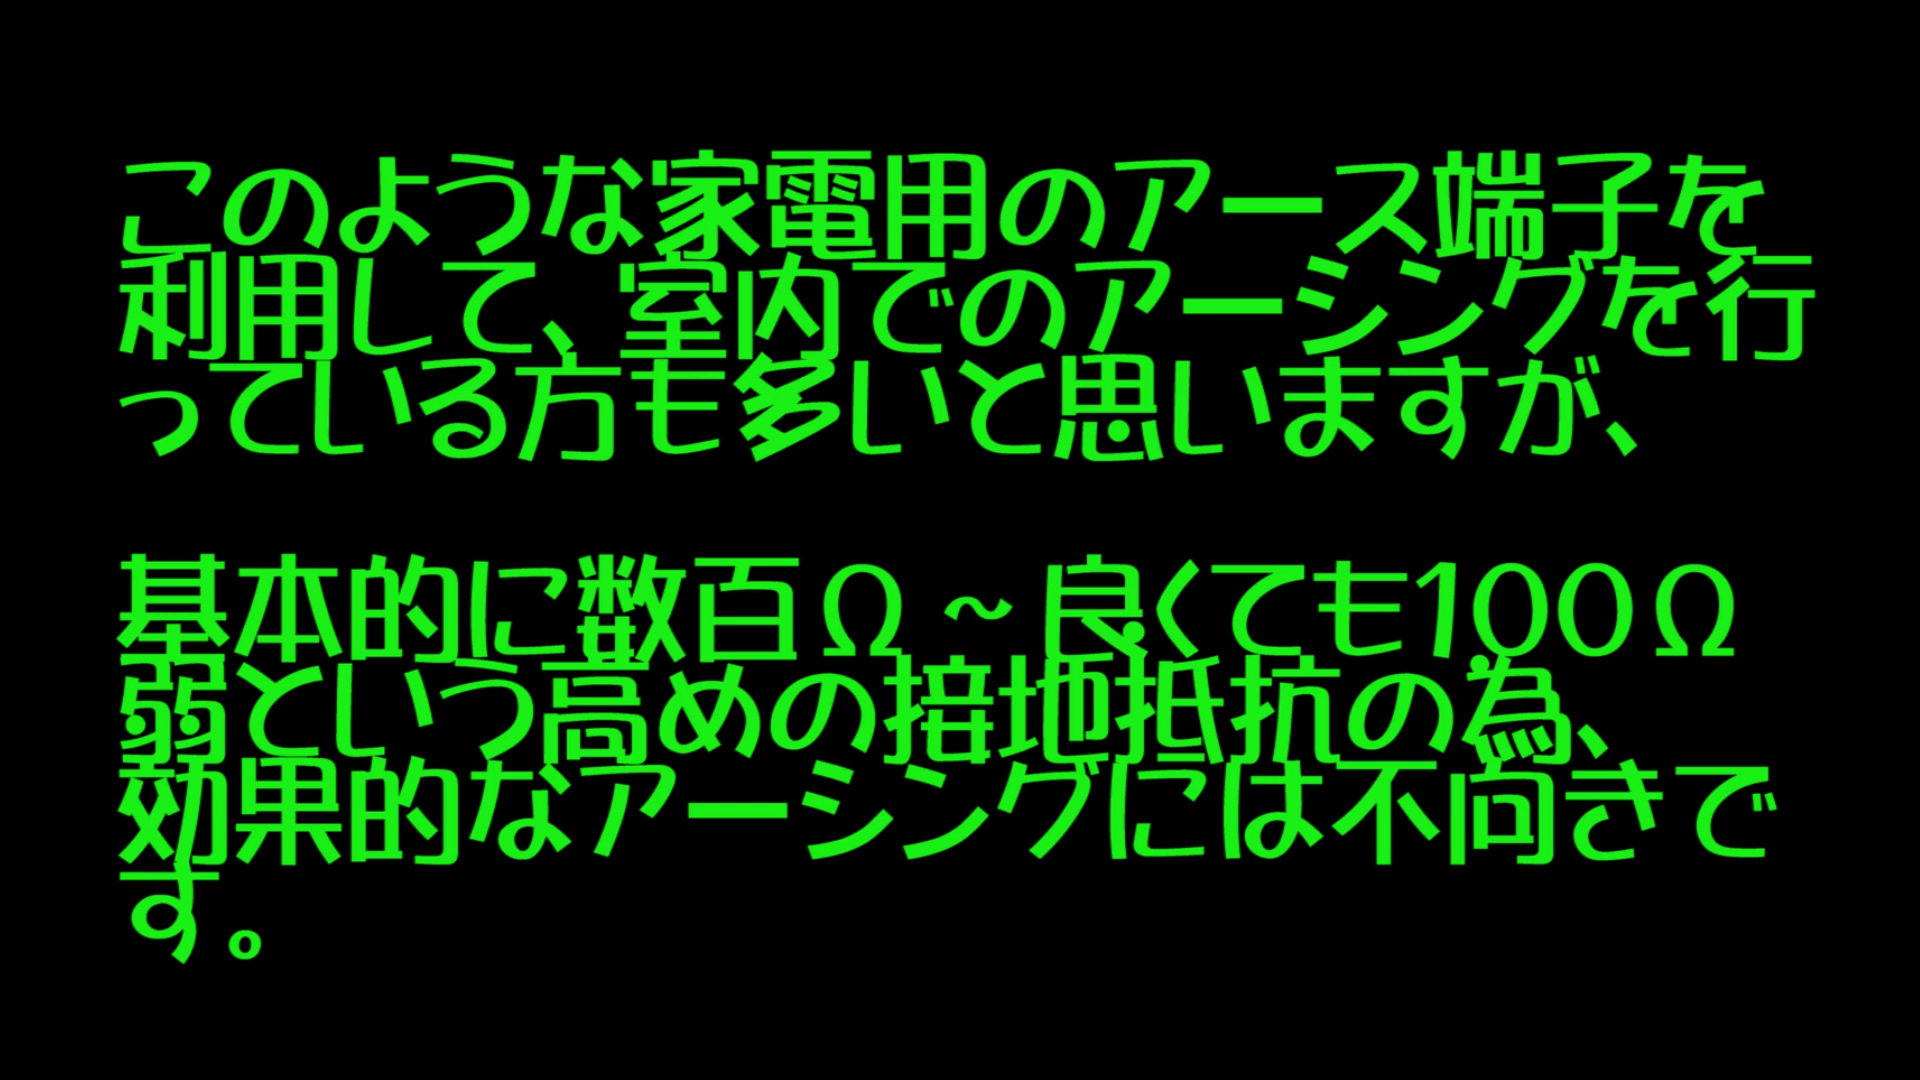 このような家電用のアース端子を
利用して、室内でのアーシングを行
っている方も多いと思いますが、
基本的に数百Ω～良くても100Ω
弱という高めの接地抵抗の為、
効果的なアーシングには不向きで
す。